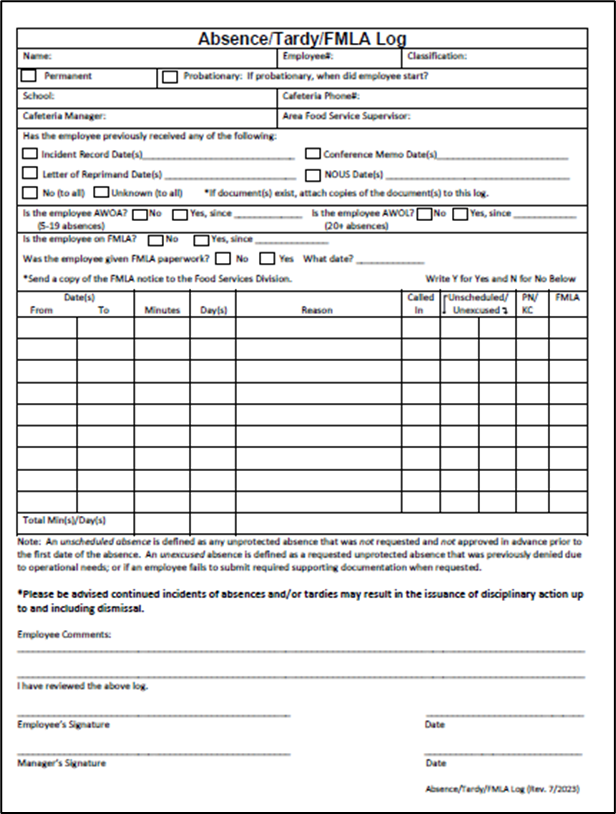 Absence/Tardy/FMLA Log
Name: Employee#: Classification:
Permanent Probationary: If probationary, when did employee start?
School: Cafeteria Phone#:
Cafeteria Manager: Area Food Service Supervisor:
Has the employee previously received any of the following:
Incident Record Date(s)____ Conference Memo Date(s)____
Letter of Reprimand Date(s) ____ NOUS Date(s) ____
No (to all) Unknown (to all) *If document(s) exist, attach copies of the document(s) to this log.
Is the employee AWOA? No Yes, since ____ Is the employee AWOL? No Yes, since ____
(5-19 absences) (20+ absences)
Is the employee on FMLA? No Yes, since ____
Was the employee given FMLA paperwork? No Yes What date? ____
*Send a copy of the FMLA notice to the Food Services Division. Write Y for Yes and N for No Below
Date(s) Called Unscheduled/ PN/ FMLA
From To Minutes Day(s) Reason In Unexcused KC
Total Min(s)/Day(s)
Note: An unscheduled absence is defined as any unprotected absence that was not requested and not approved in advance prior to
the first date of the absence. An unexcused absence is defined as a requested unprotected absence that was previously denied due
to operational needs; or if an employee fails to submit required supporting documentation when requested.
*Please be advised continued incidents of absences and/or tardies may result in the issuance of disciplinary action up
to and including dismissal.
Employee Comments:
I have reviewed the above log.
Employee's Signature Date
Manager's Signature Date
Absence/Tardy/FMLA Log (Rev. 7/2023)